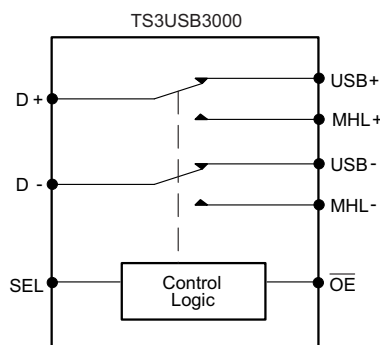 TS3USB3000
D +
USB+
MHL+
D -
USB-
MHL-
SEL
Control
Logic
OE